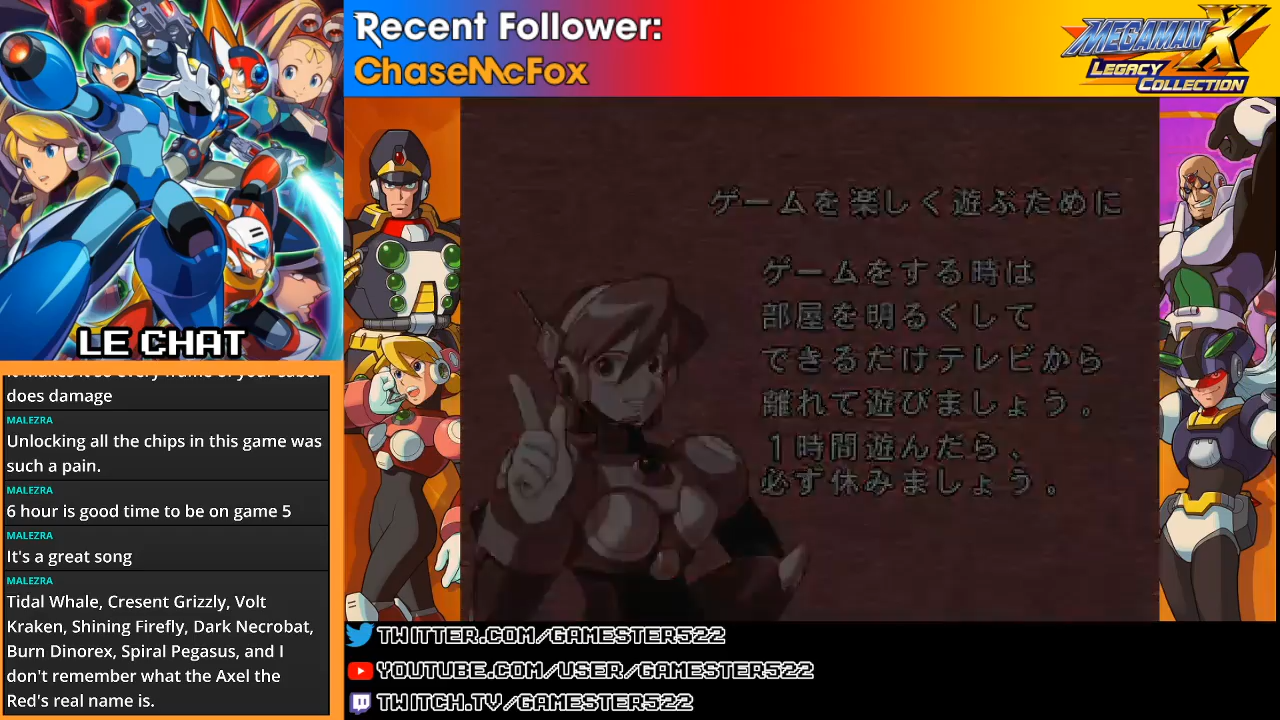 Recent Follower:
ChaseMcFox
MEGAMAN X
LEGACY
COLLECTION
LE CHAT
does damage
MALEZRA
Unlocking all the chips in this game was
such a pain.
MALEZRA
6 hour is good time to be on game 5
MALEZRA
It's a great song
MALEZRA
Tidal Whale, Cresent Grizzly, Volt
Kraken, Shining Firefly, Dark Necrobat,
Burn Dinorex, Spiral Pegasus, and I
don't remember what the Axel the
Red's real name is.
ゲームを楽しく遊ぶために
ゲームをする時は
部屋を明るくして
できるだけテレビから
離れて遊びましょう。
1時間遊んだら、
必ず休みましょう。
TWITTER.COM/GAMESTER522
YOUTUBE.COM/USER/GAMESTER522
TWITCH.TV/GAMESTER522